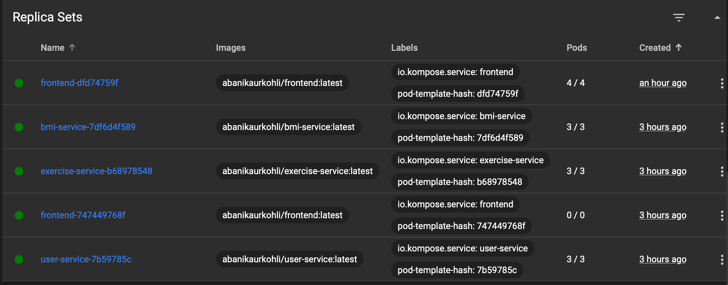 Replica Sets
Name ↑ Images Labels Pods Created ↑
frontend-dfd74759f abanikaurkohli/frontend:latest io.kompose.service: frontend 4 / 4 an hour ago
pod-template-hash: dfd74759f
bmi-service-7df6d4f589 abanikaurkohli/bmi-service:latest io.kompose.service: bmi-service 3 / 3 3 hours ago
pod-template-hash: 7df6d4f589
exercise-service-b68978548 abanikaurkohli/exercise-service:latest io.kompose.service: exercise-service 3 / 3 3 hours ago
pod-template-hash: b68978548
frontend-747449768f abanikaurkohli/frontend:latest io.kompose.service: frontend 0 / 0 3 hours ago
pod-template-hash: 747449768f
user-service-7b59785c abanikaurkohli/user-service:latest io.kompose.service: user-service 3 / 3 3 hours ago
pod-template-hash: 7b59785c